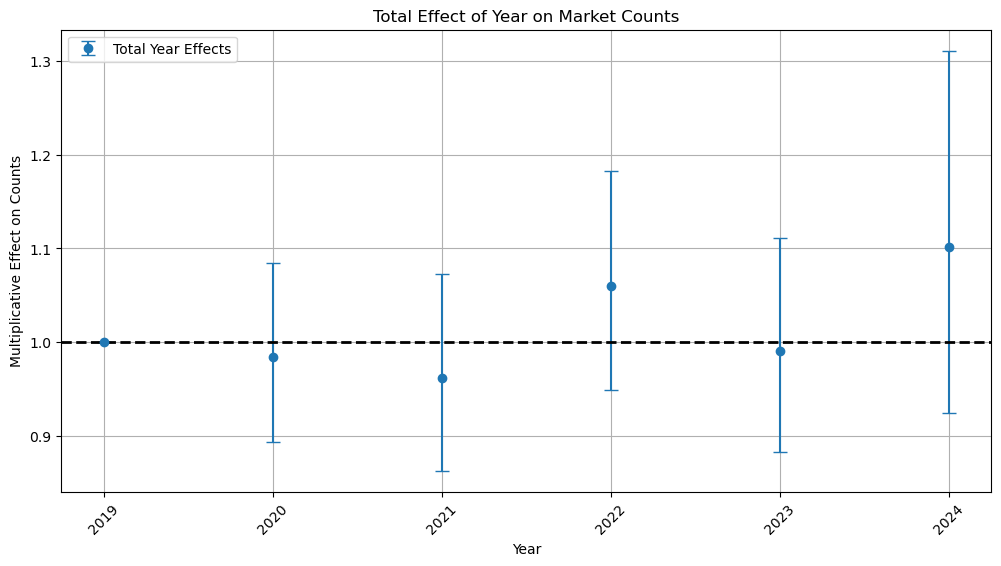 Total Effect of Year on Market Counts
Total Year Effects
Multiplicative Effect on Counts
1.3
1.2
1.1
1.0
0.9
2019
2020
2021
2022
2023
2024
Year